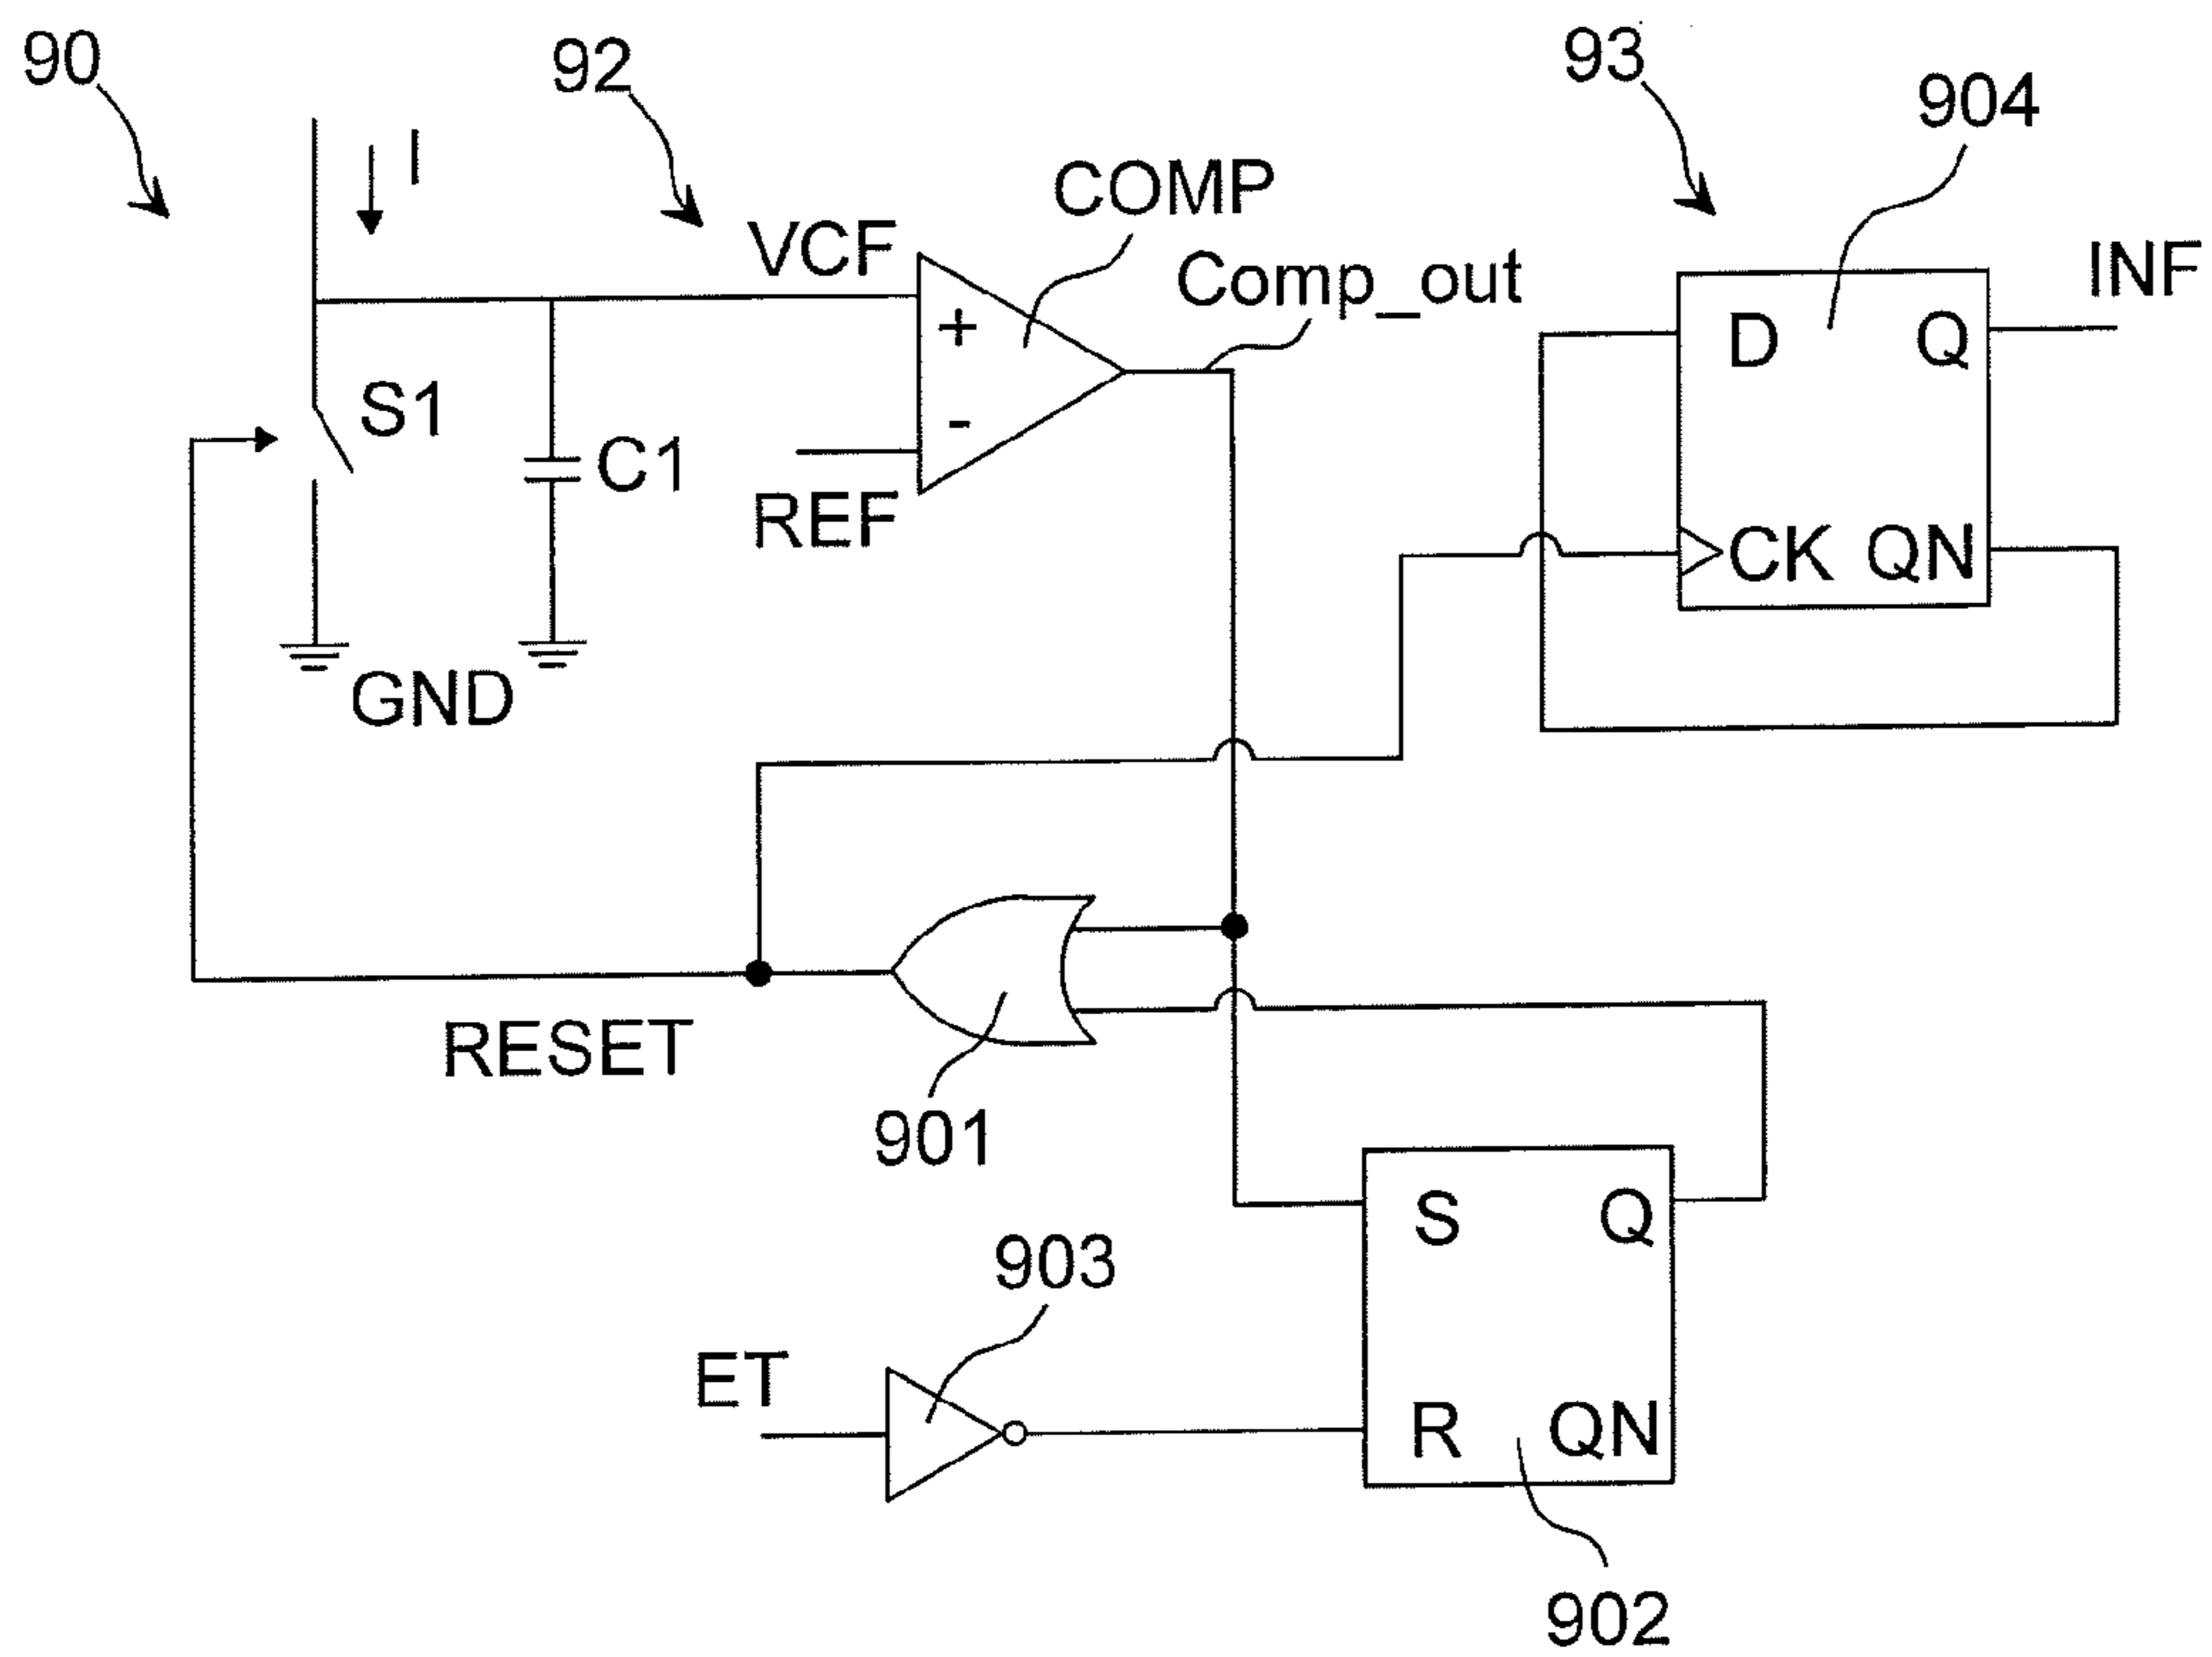 90
92
93
904
I
COMP
VCF
Comp_out
INF
+
D
Q
S1
-
C1
REF
CK
QN
GND
RESET
901
S
Q
903
ET
R
QN
902